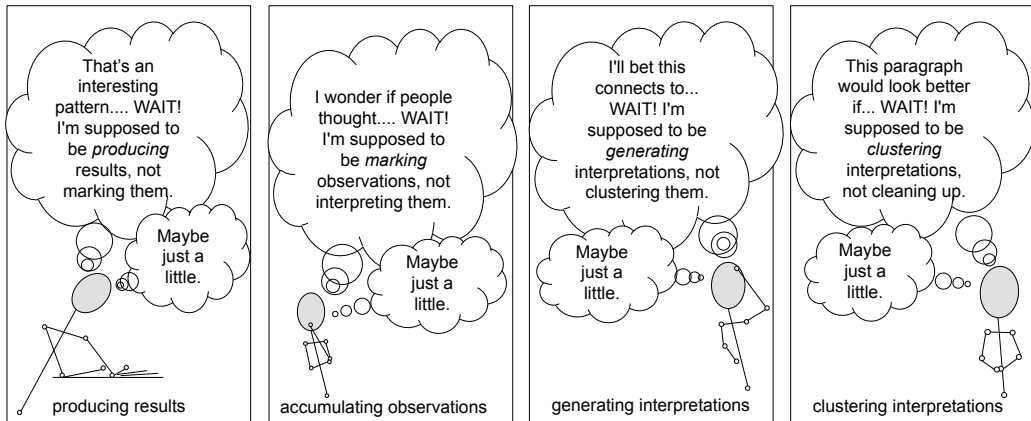 That's an
interesting
pattern.... WAIT!
I'm supposed to
be producing
results, not
marking them.
Maybe
just a
little.
producing results
I wonder if people
thought.... WAIT!
I'm supposed to
be marking
observations, not
interpreting them.
Maybe
just a
little.
accumulating observations
I'll bet this
connects to...
WAIT! I'm
supposed to be
generating
interpretations, not
clustering them.
Maybe
just a
little.
generating interpretations
This paragraph
would look better
if... WAIT! I'm
supposed to be
clustering
interpretations,
not cleaning up.
Maybe
just a
little.
clustering interpretations